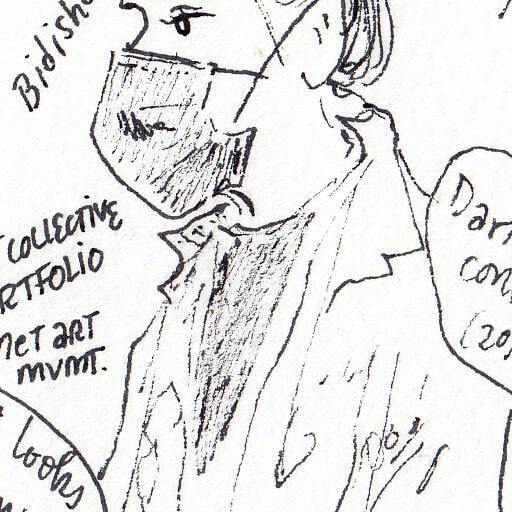 Bidisha
COLLECTIVE
RTFOLIO
NET ART
MVMT.
Dar
con
(20
looks